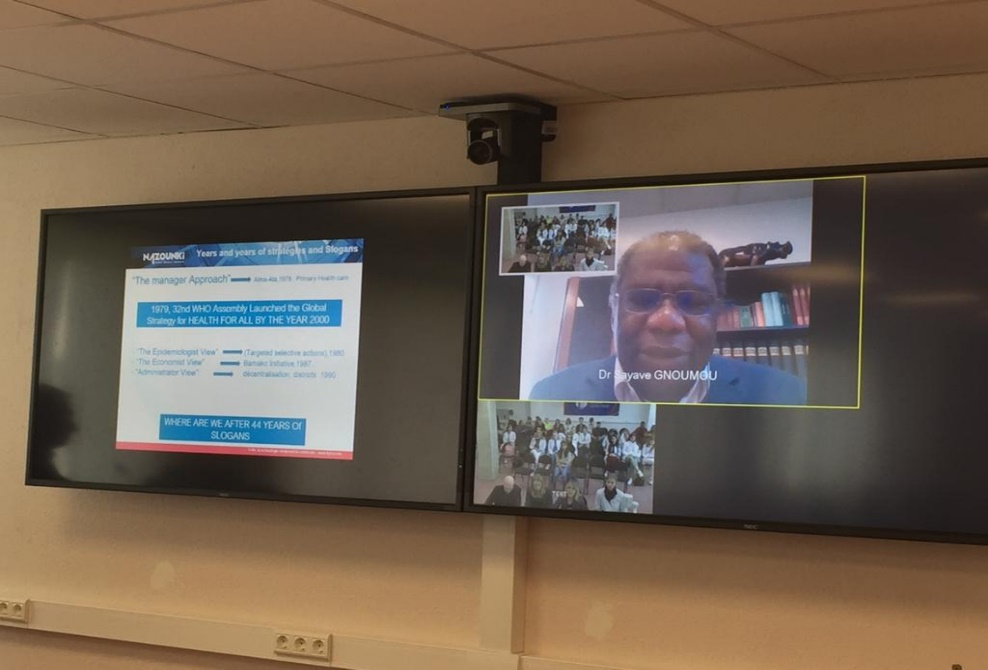 NAZOUNKI
Years and years of strategies and Slogans
"The manager Approach" Alma Ata, 1978, Primary Health care
1979, 32nd WHO Assembly Launched the Global
Strategy for HEALTH FOR ALL BY THE YEAR 2000
"The Epidemiologist View" (Targeted selective actions), 1980
"The Economist View" Bamako Initiative,1987
"Administrator View" décentralisation, districts 1990
WHERE ARE WE AFTER 44 YEARS Of
SLOGANS
Dr Sayave GNOUMOU
NEC
NEC